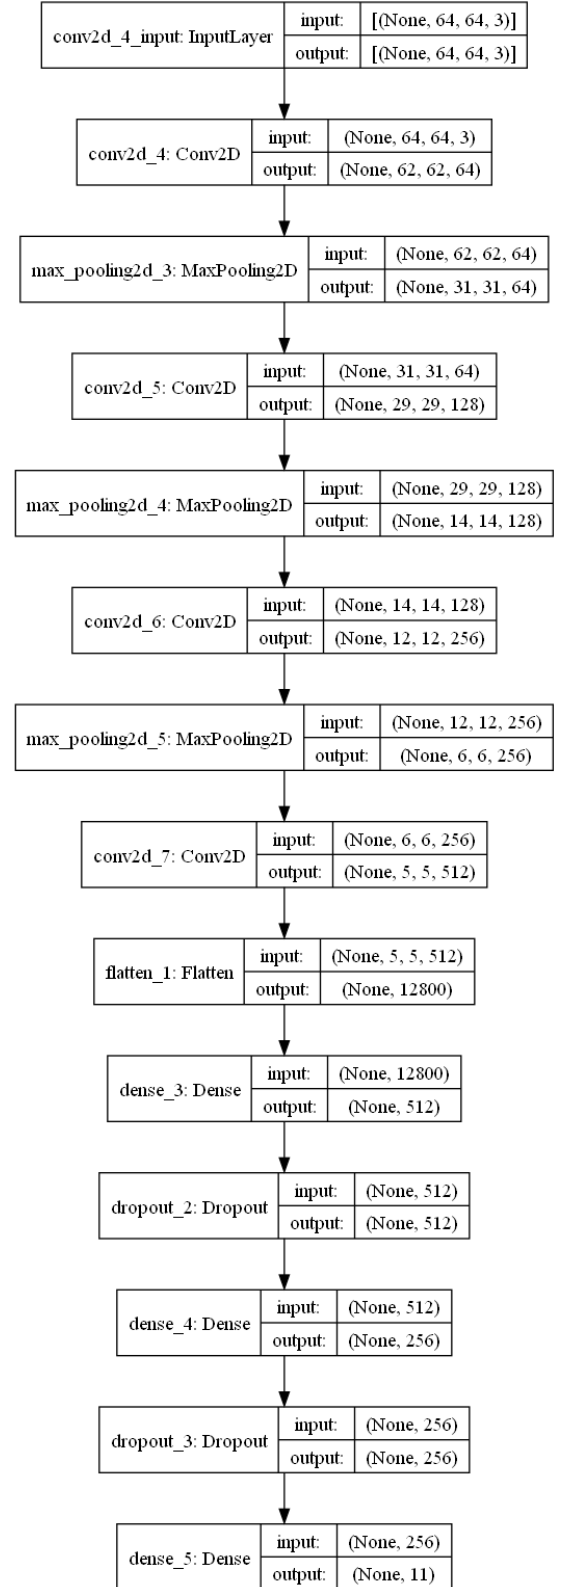 conv2d_4_input: InputLayer
input: [(None, 64, 64, 3)]
output: [(None, 64, 64, 3)]
conv2d_4: Conv2D
input: (None, 64, 64, 3)
output: (None, 62, 62, 64)
max_pooling2d_3: MaxPooling2D
input: (None, 62, 62, 64)
output: (None, 31, 31, 64)
conv2d_5: Conv2D
input: (None, 31, 31, 64)
output: (None, 29, 29, 128)
max_pooling2d_4: MaxPooling2D
input: (None, 29, 29, 128)
output: (None, 14, 14, 128)
conv2d_6: Conv2D
input: (None, 14, 14, 128)
output: (None, 12, 12, 256)
max_pooling2d_5: MaxPooling2D
input: (None, 12, 12, 256)
output: (None, 6, 6, 256)
conv2d_7: Conv2D
input: (None, 6, 6, 256)
output: (None, 5, 5, 512)
flatten_1: Flatten
input: (None, 5, 5, 512)
output: (None, 12800)
dense_3: Dense
input: (None, 12800)
output: (None, 512)
dropout_2: Dropout
input: (None, 512)
output: (None, 512)
dense_4: Dense
input: (None, 512)
output: (None, 256)
dropout_3: Dropout
input: (None, 256)
output: (None, 256)
dense_5: Dense
input: (None, 256)
output: (None, 11)